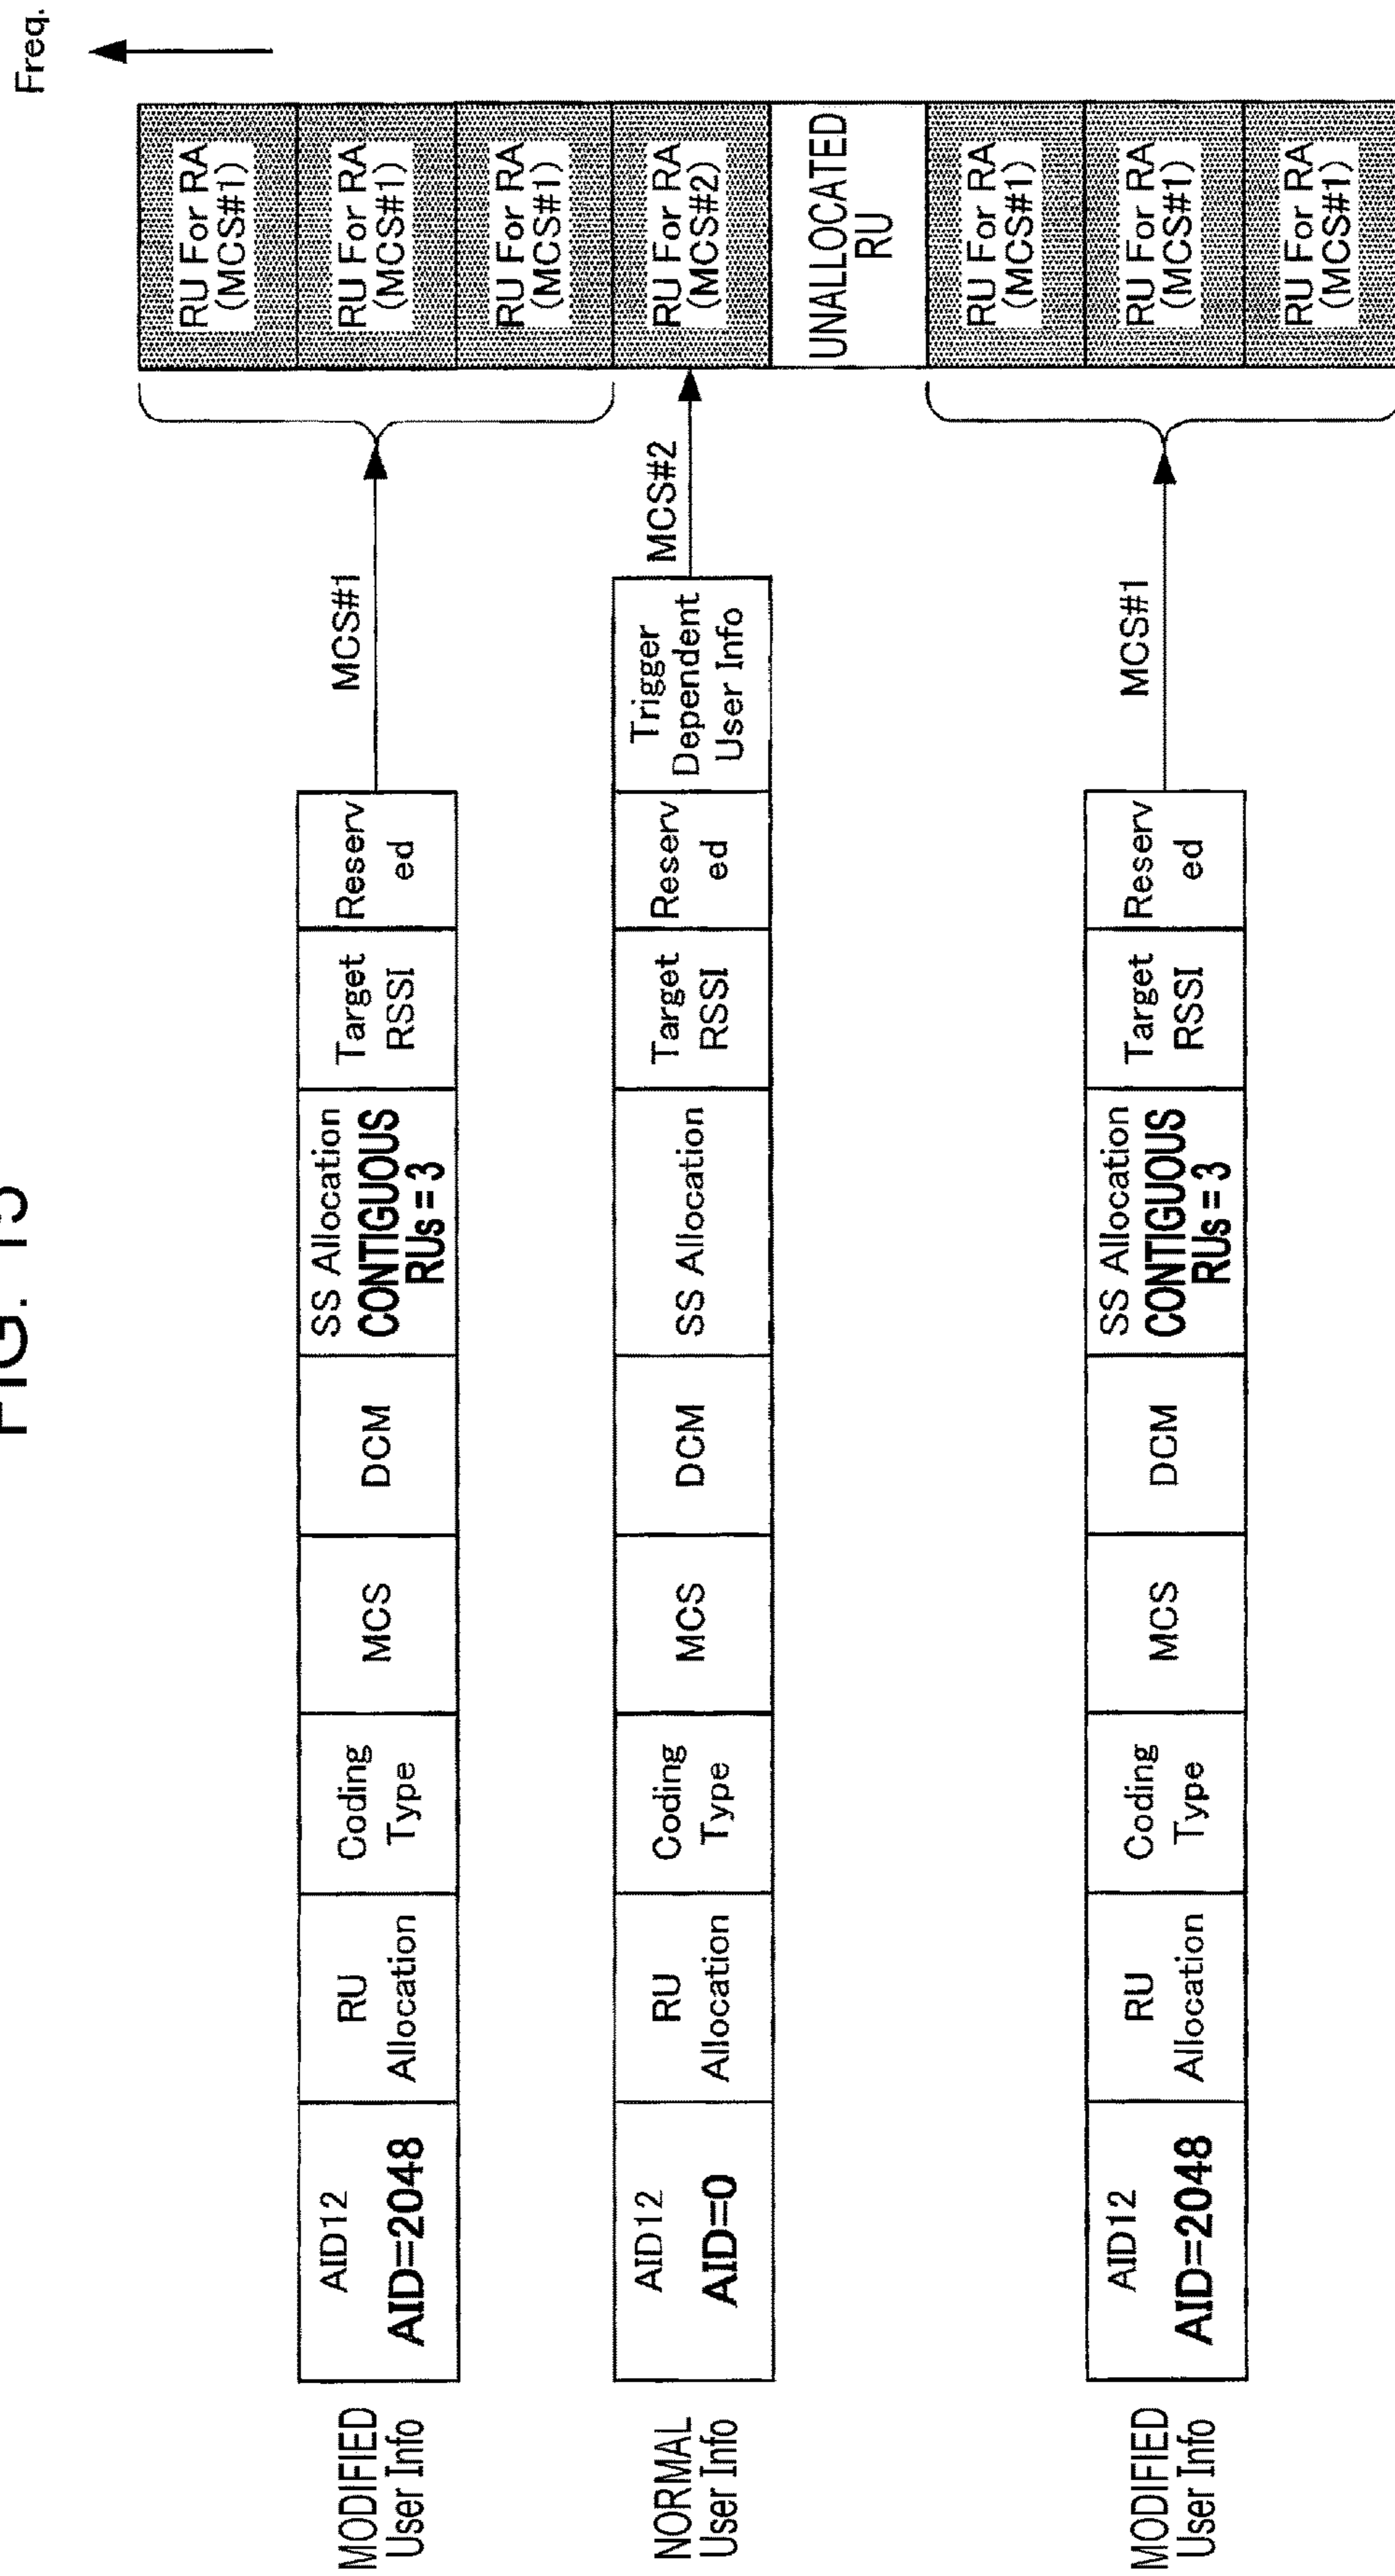 FIG.
Freq.
MODIFIED
User Info
AID12
AID=2048
RU
Allocation
Coding
Type
MCS
DCM
SS Allocation
CONTIGUOUS
RUs = 3
Target
RSSI
Reserv
ed
MCS#1
RU For RA
(MCS#1)
RU For RA
(MCS#1)
RU For RA
(MCS#1)
NORMAL
User Info
AID12
AID=0
RU
Allocation
Coding
Type
MCS
DCM
SS Allocation
Target
RSSI
Reserv
ed
Trigger
Dependent
User Info
MCS#2
RU For RA
(MCS#2)
UNALLOCATED
RU
MODIFIED
User Info
AID12
AID=2048
RU
Allocation
Coding
Type
MCS
DCM
SS Allocation
CONTIGUOUS
RUs = 3
Target
RSSI
Reserv
ed
MCS#1
RU For RA
(MCS#1)
RU For RA
(MCS#1)
RU For RA
(MCS#1)